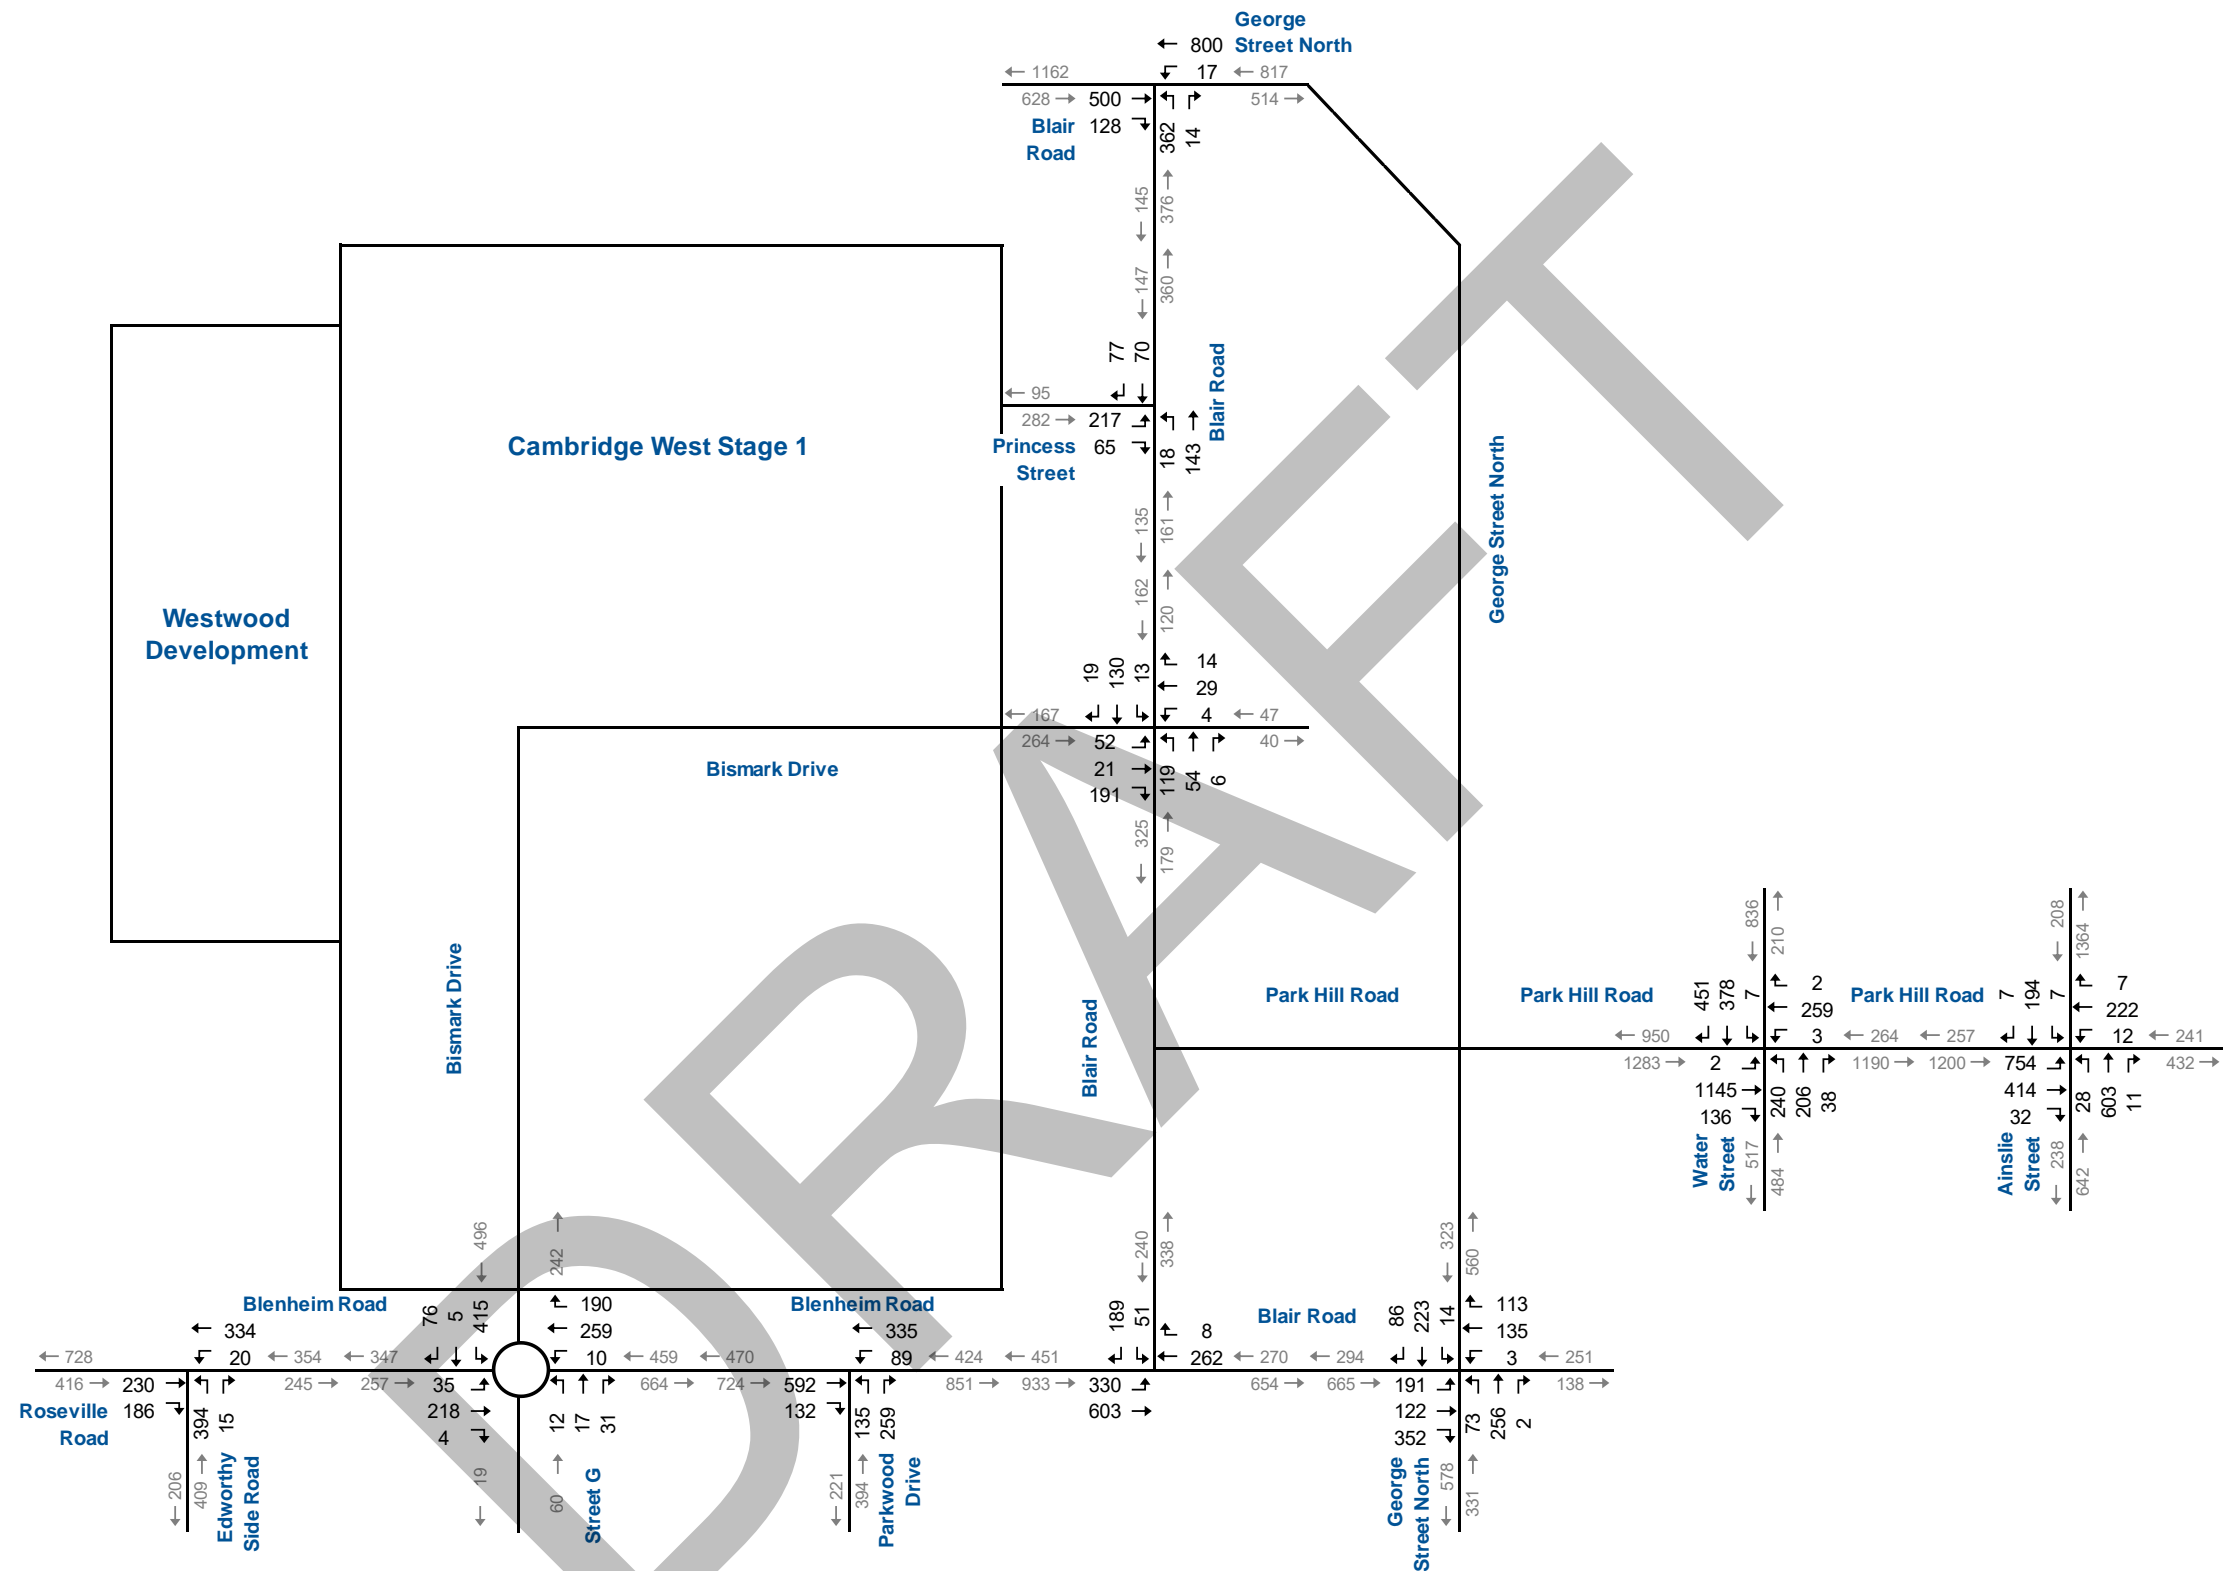 George
← 800 Street North
← 1162 17 ← 817
628 → 500 514 →
Blair 128
Road
362 14
145 376
147 360
77 70
Blair Road
← 95
282 → 217
Princess 65
Street
18 143
Cambridge West Stage 1
George Street North
135 161
162 120
Westwood
Development
19 130 13 14
← 29
← 167 4 ← 47
264 → 52 40 →
21
191
119 54 6
Bismark Drive
325 179
836 210
208 1364
Bismark Drive
Blair Road
Park Hill Road
Park Hill Road
Park Hill Road
451 378 7 2
← 259
7 194 7 7
← 222
← 950 3 ← 264 ← 257 12 ← 241
1283 → 2 1190 → 1200 → 754 432 →
1145 → 414 →
136 32
240 206 38
28 603 11
Water
Street
517 484
Ainslie
Street
238 642
496 242
240 338
323 560
Blenheim Road
Blenheim Road
Blair Road
76 5 415 190
← 334 ← 259 ← 335
189 51 8
86 223 14 113
← 135
← 728 20 ← 354 ← 347 10 ← 459 ← 470 89 ← 424 ← 451 ← 262 ← 270 ← 294 3 ← 251
416 → 230 → 245 → 257 → 35 664 → 724 → 592 → 851 → 933 → 330 654 → 665 → 191 138 →
Roseville 186 218 → 132 603 → 122 →
Road 4 352
394 15
12 17 31
135 259
73 256 2
206 409
Edworthy
Side Road
19 60
Street G
221 394
Parkwood
Drive
George
Street North
578 331
DRAFT